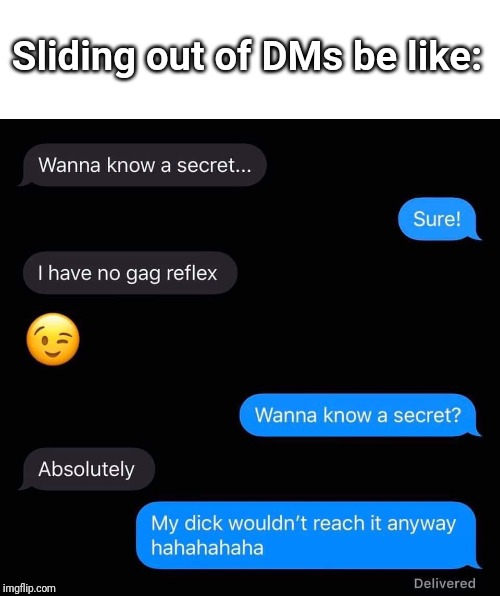 Sliding out of DMs be like:
Wanna know a secret...
Sure!
I have no gag reflex
😉
Wanna know a secret?
Absolutely
My dick wouldn't reach it anyway
hahahahaha
Delivered
imgflip.com